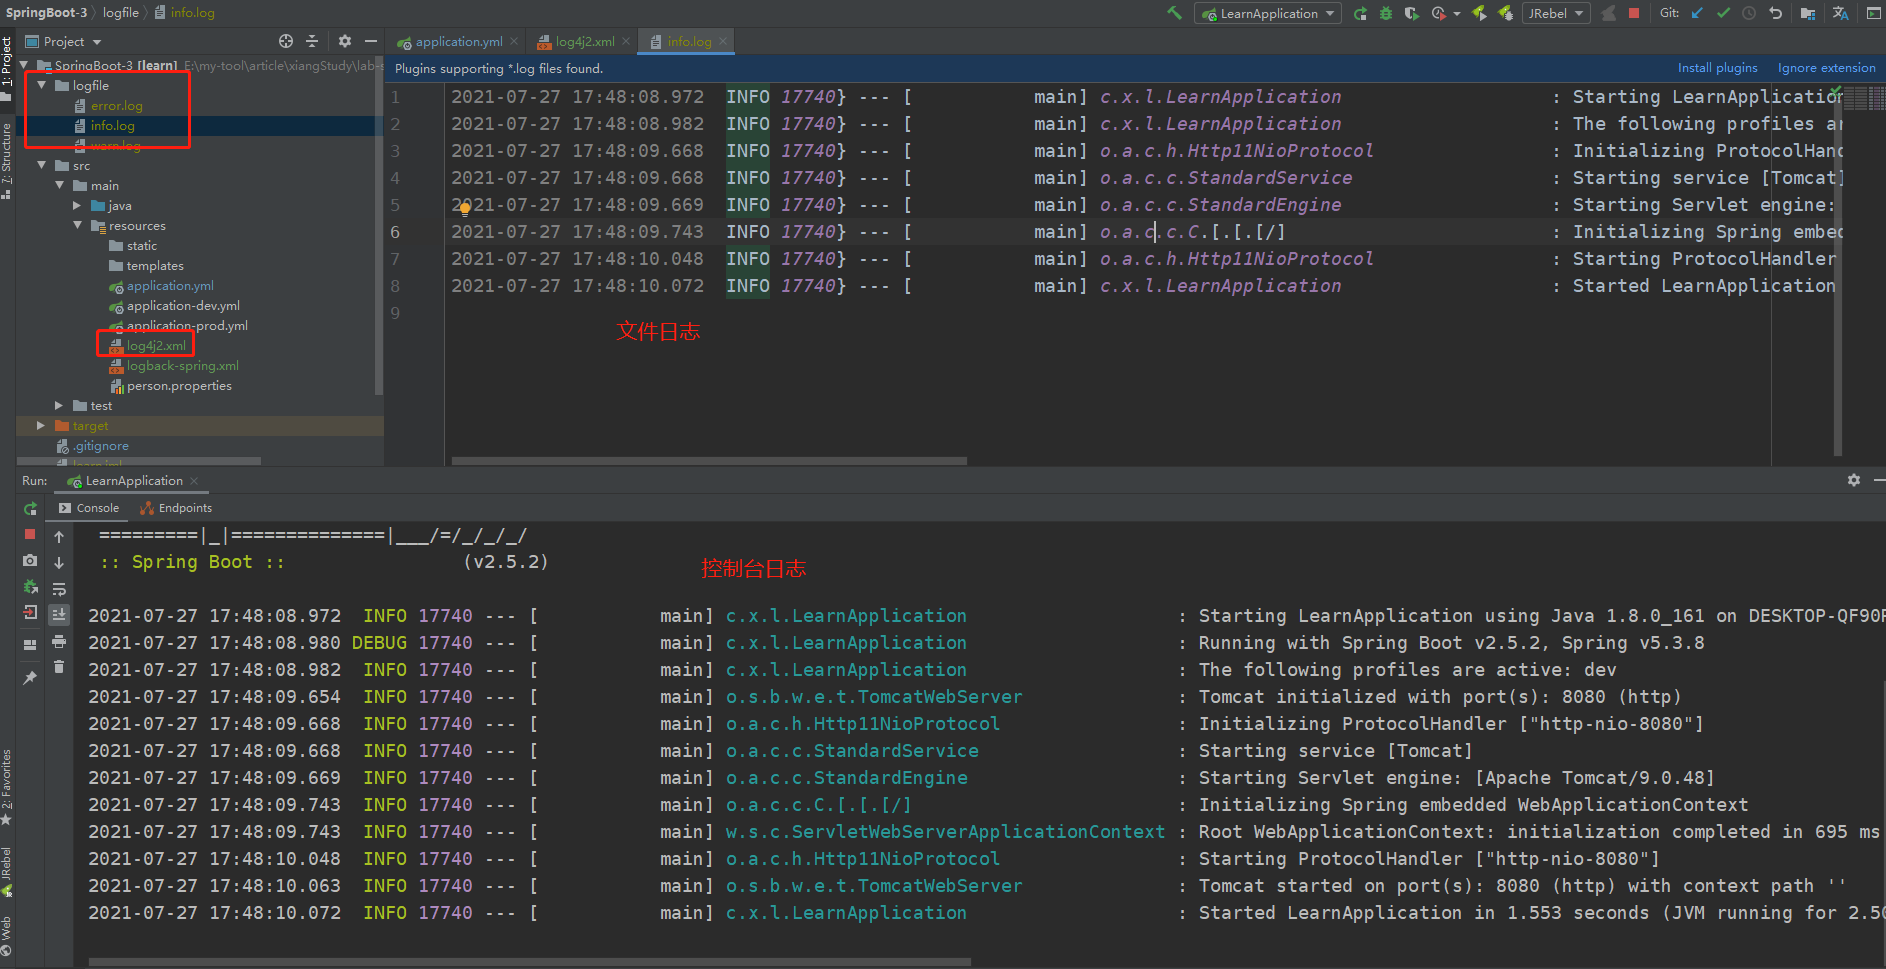 SpringBoot-3 logfile info.log LearnApplication JRebel Git:
Project application.yml log4j2.xml info.log
1: Project
7: Structure
SpringBoot-3 [learn] E:\my-tool\article\xiangStudy\lab-s
logfile
error.log
info.log
warn.log
src
main
java
resources
static
templates
application.yml
application-dev.yml
application-prod.yml
log4j2.xml
logback-spring.xml
person.properties
test
target
.gitignore
learn.iml
Plugins supporting *.log files found. Install plugins Ignore extension
1 2021-07-27 17:48:08.972 INFO 17740} --- [ main] c.x.l.LearnApplication : Starting LearnApplication
2 2021-07-27 17:48:08.982 INFO 17740} --- [ main] c.x.l.LearnApplication : The following profiles ar
3 2021-07-27 17:48:09.668 INFO 17740} --- [ main] o.a.c.h.Http11NioProtocol : Initializing ProtocolHand
4 2021-07-27 17:48:09.668 INFO 17740} --- [ main] o.a.c.c.StandardService : Starting service [Tomcat]
5 2021-07-27 17:48:09.669 INFO 17740} --- [ main] o.a.c.c.StandardEngine : Starting Servlet engine:
6 2021-07-27 17:48:09.743 INFO 17740} --- [ main] o.a.c.c.C.[.[.[/] : Initializing Spring embed
7 2021-07-27 17:48:10.048 INFO 17740} --- [ main] o.a.c.h.Http11NioProtocol : Starting ProtocolHandler
8 2021-07-27 17:48:10.072 INFO 17740} --- [ main] c.x.l.LearnApplication : Started LearnApplication
9
文件日志
Run: LearnApplication
Console Endpoints
=========|_|==============|___/=/_/_/_/
:: Spring Boot :: (v2.5.2)
控制台日志
2021-07-27 17:48:08.972 INFO 17740 --- [ main] c.x.l.LearnApplication : Starting LearnApplication using Java 1.8.0_161 on DESKTOP-QF90F
2021-07-27 17:48:08.980 DEBUG 17740 --- [ main] c.x.l.LearnApplication : Running with Spring Boot v2.5.2, Spring v5.3.8
2021-07-27 17:48:08.982 INFO 17740 --- [ main] c.x.l.LearnApplication : The following profiles are active: dev
2021-07-27 17:48:09.654 INFO 17740 --- [ main] o.s.b.w.e.t.TomcatWebServer : Tomcat initialized with port(s): 8080 (http)
2021-07-27 17:48:09.668 INFO 17740 --- [ main] o.a.c.h.Http11NioProtocol : Initializing ProtocolHandler ["http-nio-8080"]
2021-07-27 17:48:09.668 INFO 17740 --- [ main] o.a.c.c.StandardService : Starting service [Tomcat]
2021-07-27 17:48:09.669 INFO 17740 --- [ main] o.a.c.c.StandardEngine : Starting Servlet engine: [Apache Tomcat/9.0.48]
2021-07-27 17:48:09.743 INFO 17740 --- [ main] o.a.c.c.C.[.[.[/] : Initializing Spring embedded WebApplicationContext
2021-07-27 17:48:09.743 INFO 17740 --- [ main] w.s.c.ServletWebServerApplicationContext : Root WebApplicationContext: initialization completed in 695 ms
2021-07-27 17:48:10.048 INFO 17740 --- [ main] o.a.c.h.Http11NioProtocol : Starting ProtocolHandler ["http-nio-8080"]
2021-07-27 17:48:10.063 INFO 17740 --- [ main] o.s.b.w.e.t.TomcatWebServer : Tomcat started on port(s): 8080 (http) with context path ''
2021-07-27 17:48:10.072 INFO 17740 --- [ main] c.x.l.LearnApplication : Started LearnApplication in 1.553 seconds (JVM running for 2.50
2: Favorites
JRebel
Web